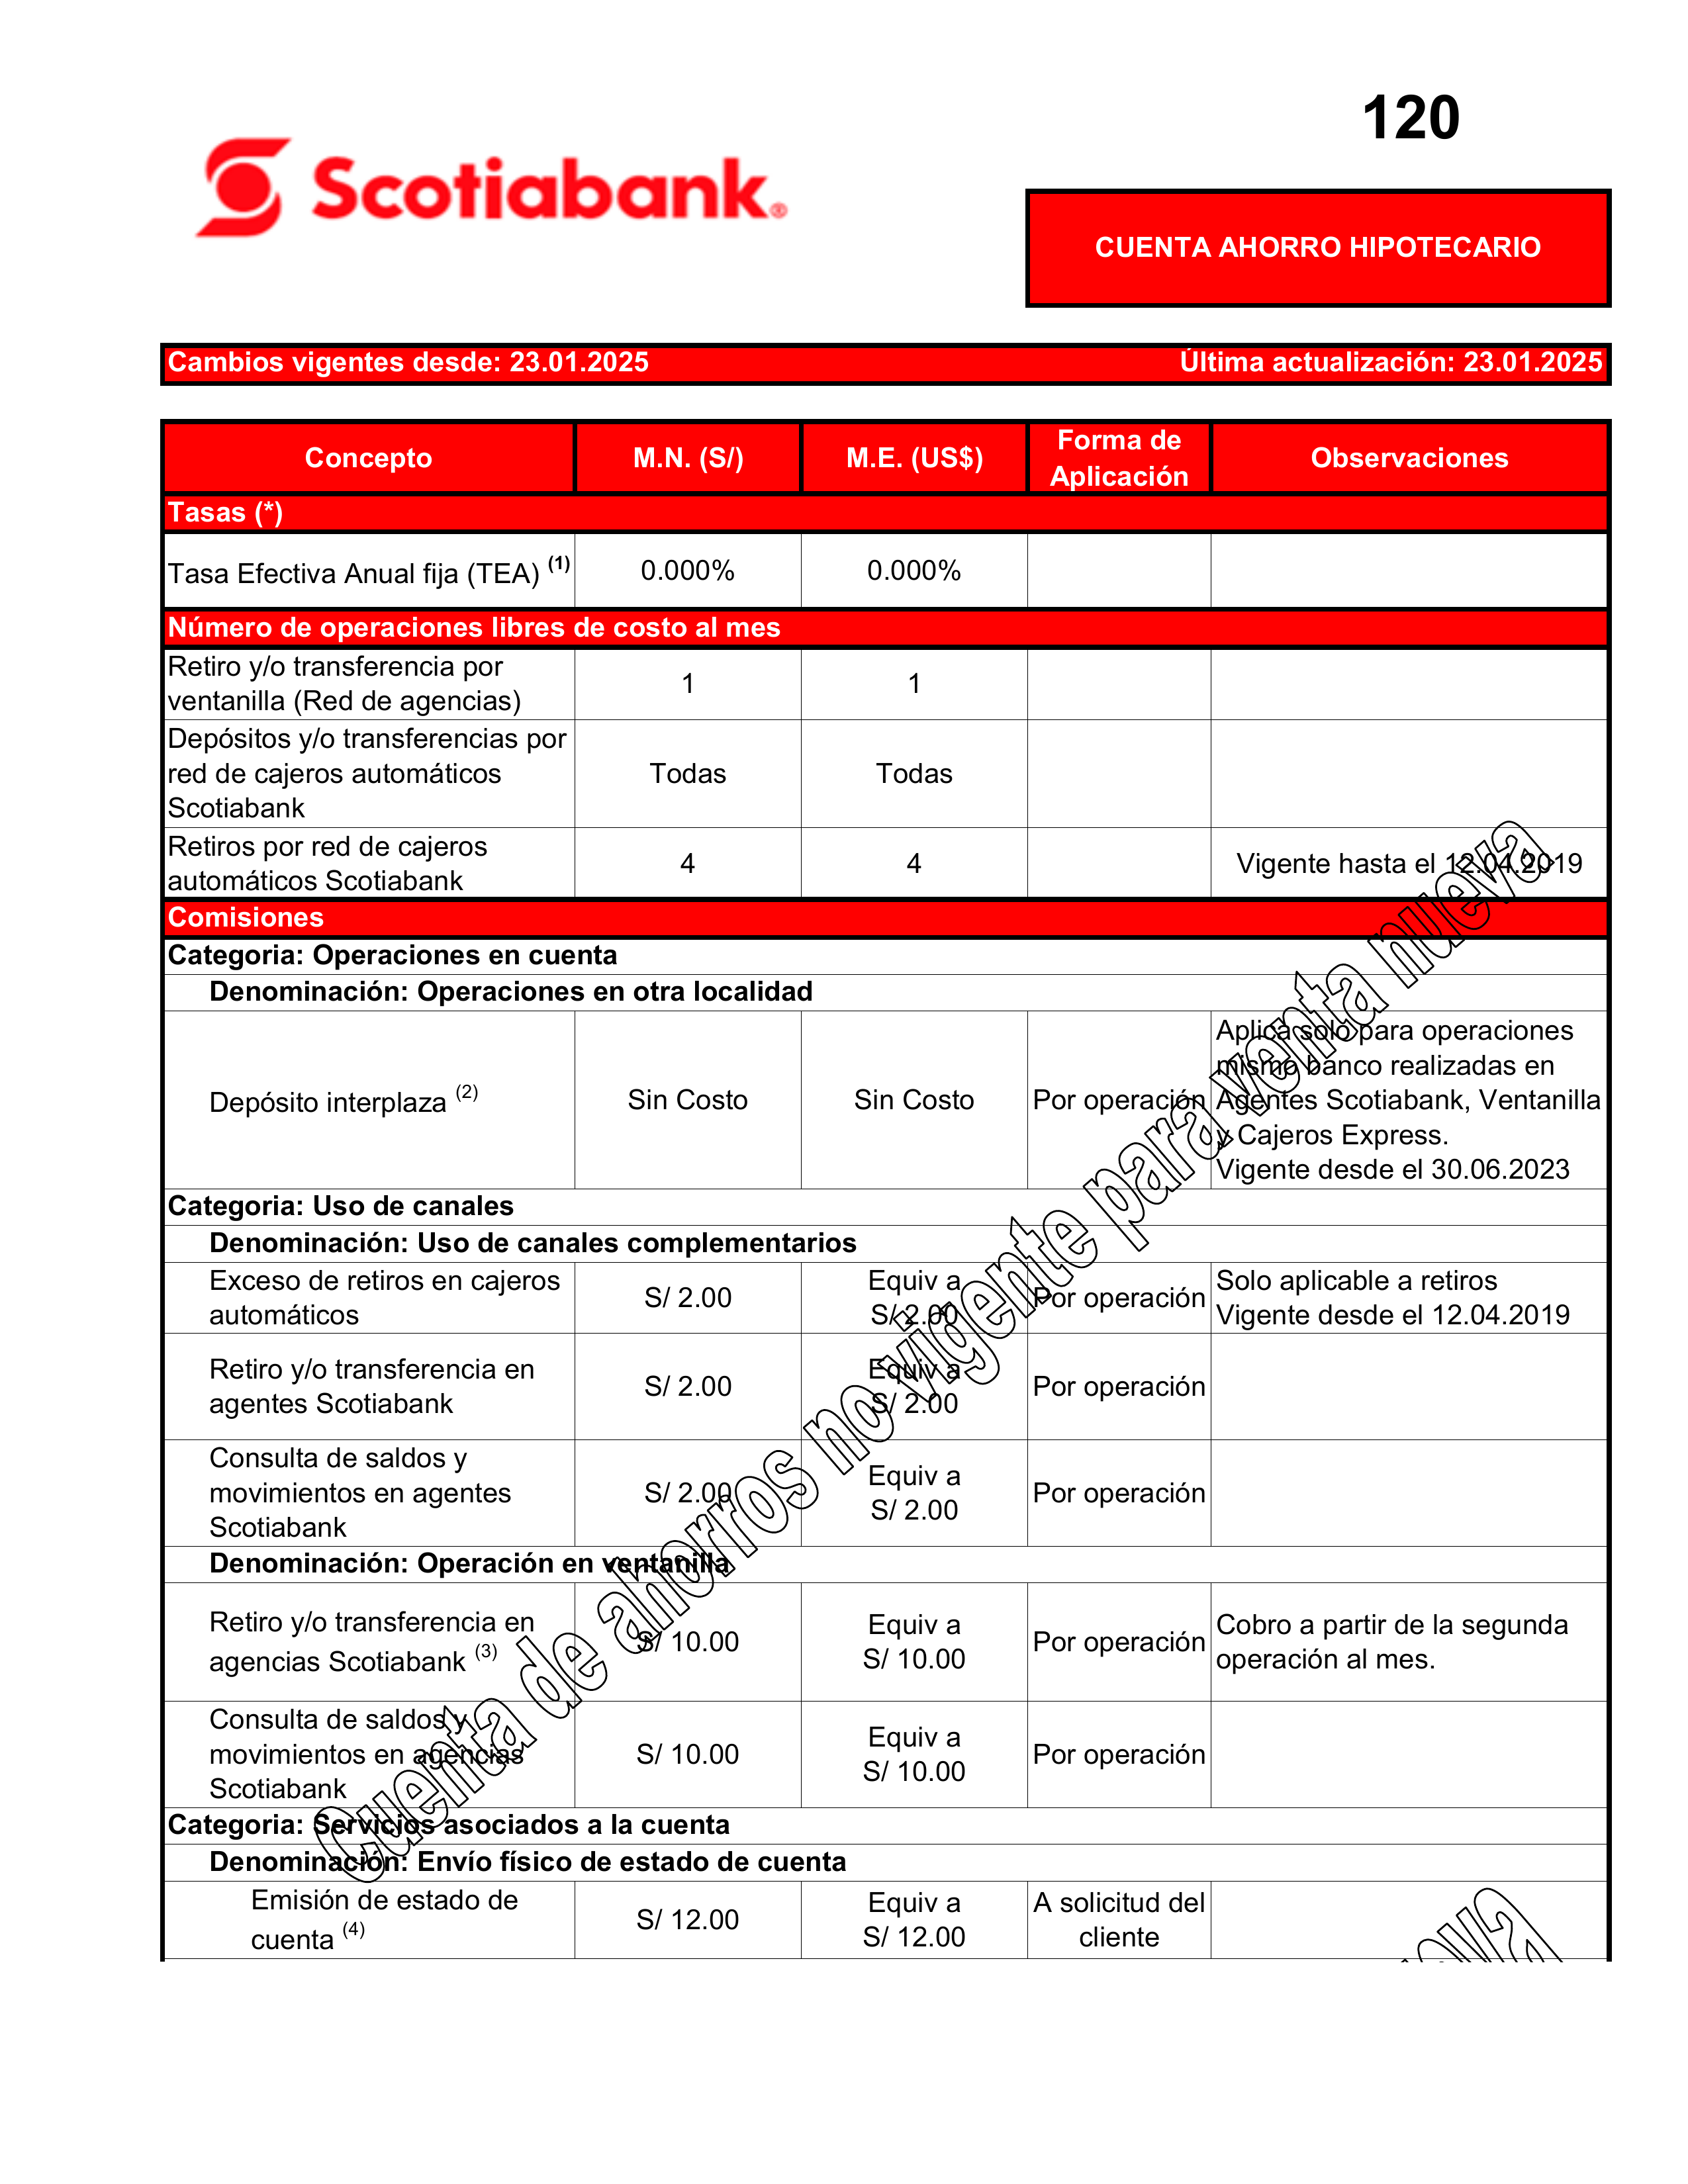 120
Scotiabank®
CUENTA AHORRO HIPOTECARIO
Cambios vigentes desde: 23.01.2025 Última actualización: 23.01.2025
Concepto M.N. (S/) M.E. (US$) Forma de Aplicación Observaciones
Tasas (*)
Tasa Efectiva Anual fija (TEA) (1) 0.000% 0.000%
Número de operaciones libres de costo al mes
Retiro y/o transferencia por
ventanilla (Red de agencias) 1 1
Depósitos y/o transferencias por
red de cajeros automáticos
Scotiabank Todas Todas
Retiros por red de cajeros
automáticos Scotiabank 4 4 Vigente hasta el 12.04.2019
Comisiones
Categoria: Operaciones en cuenta
Denominación: Operaciones en otra localidad
Depósito interplaza (2) Sin Costo Sin Costo Por operación
Aplica solo para operaciones
mismo banco realizadas en
Agentes Scotiabank, Ventanilla
y Cajeros Express.
Vigente desde el 30.06.2023
Categoria: Uso de canales
Denominación: Uso de canales complementarios
Exceso de retiros en cajeros
automáticos S/ 2.00
Equiv a
S/ 2.00
Por operación
Solo aplicable a retiros
Vigente desde el 12.04.2019
Retiro y/o transferencia en
agentes Scotiabank S/ 2.00
Equiv a
S/ 2.00
Por operación
Consulta de saldos y
movimientos en agentes
Scotiabank S/ 2.00
Equiv a
S/ 2.00
Por operación
Denominación: Operación en ventanilla
Retiro y/o transferencia en
agencias Scotiabank (3) S/ 10.00
Equiv a
S/ 10.00
Por operación
Cobro a partir de la segunda
operación al mes.
Consulta de saldos y
movimientos en agencias
Scotiabank S/ 10.00
Equiv a
S/ 10.00
Por operación
Categoria: Servicios asociados a la cuenta
Denominación: Envío físico de estado de cuenta
Emisión de estado de
cuenta (4) S/ 12.00
Equiv a
S/ 12.00
A solicitud del
cliente
Cuenta de ahorros no vigente para venta nueva